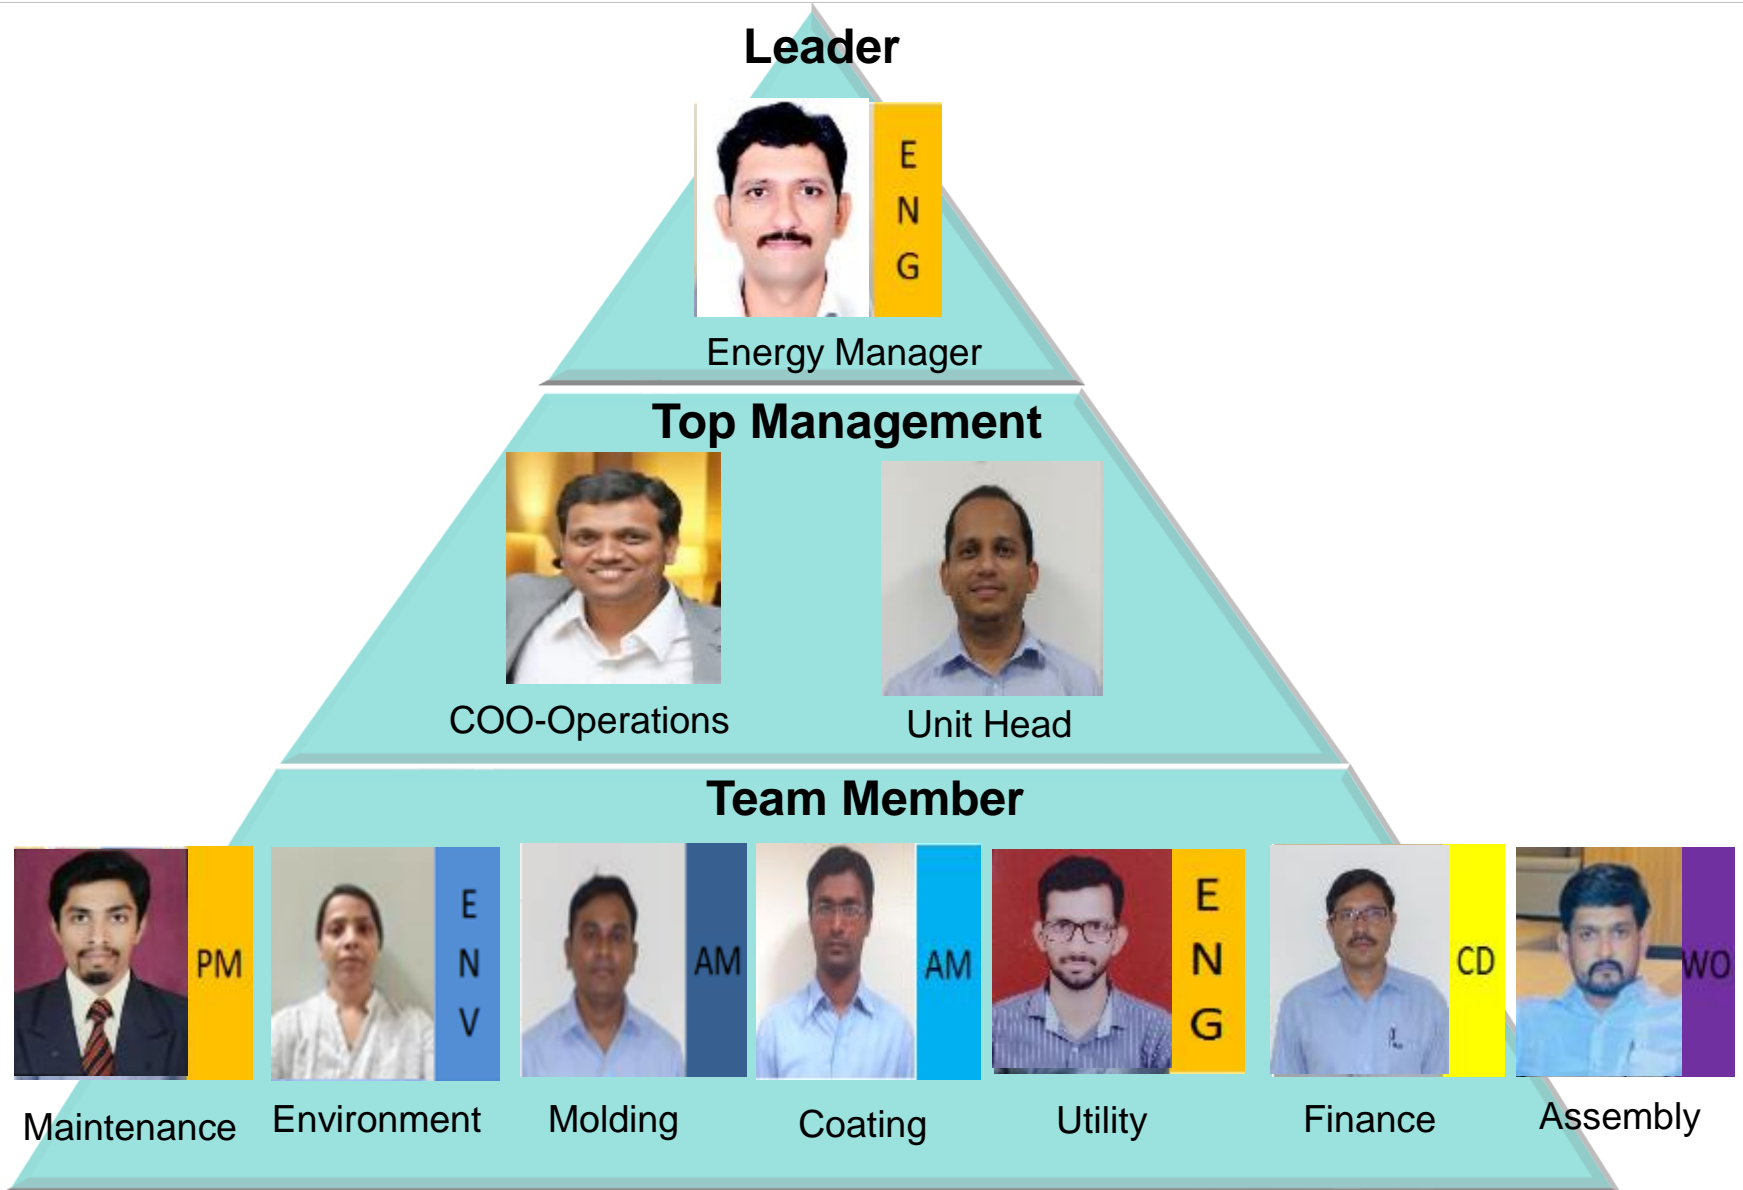 Leader
E
N
G
Energy Manager
Top Management
COO-Operations
Unit Head
Team Member
PM
E
N
V
AM
AM
E
N
G
CD
WO
Maintenance
Environment
Molding
Coating
Utility
Finance
Assembly